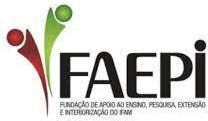 FAEPi
FUNDAÇÃO DE APOIO AO ENSINO, PESQUISA, EXTENSÃO
E INTERIORIZAÇÃO DO IFAM